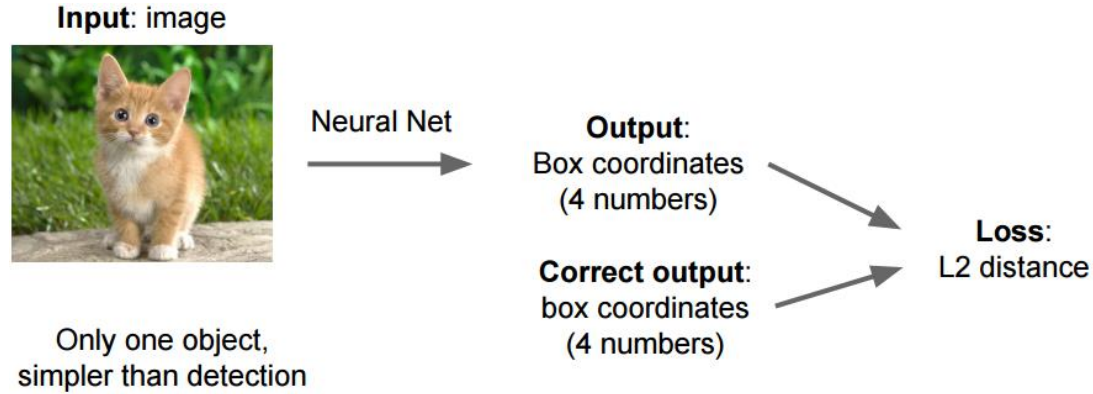 Input: image
Neural Net
Output:
Box coordinates
(4 numbers)
Correct output:
box coordinates
(4 numbers)
Loss:
L2 distance
Only one object,
simpler than detection